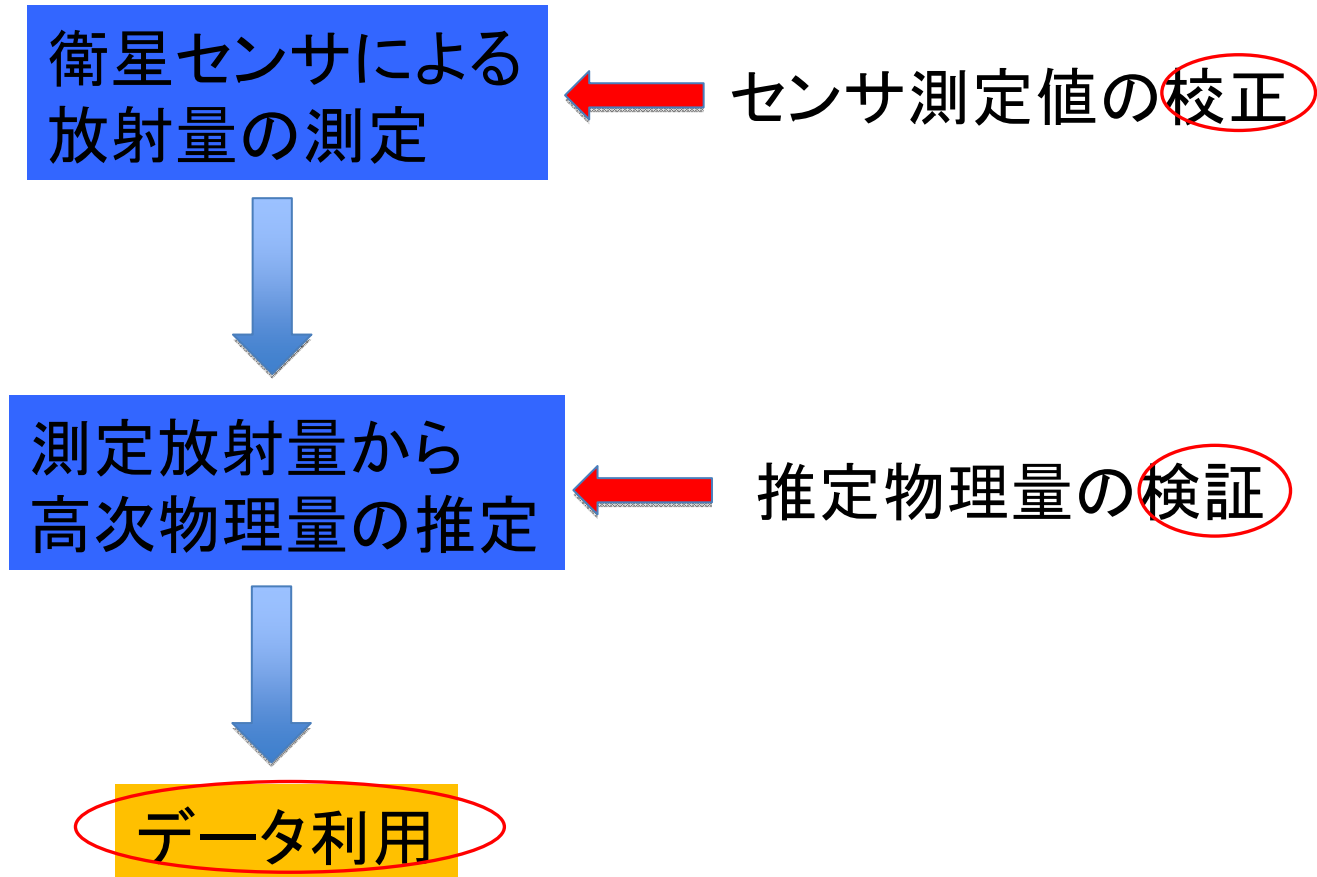 衛星センサによる
放射量の測定
センサ測定値の校正
測定放射量から
高次物理量の推定
推定物理量の検証
データ利用